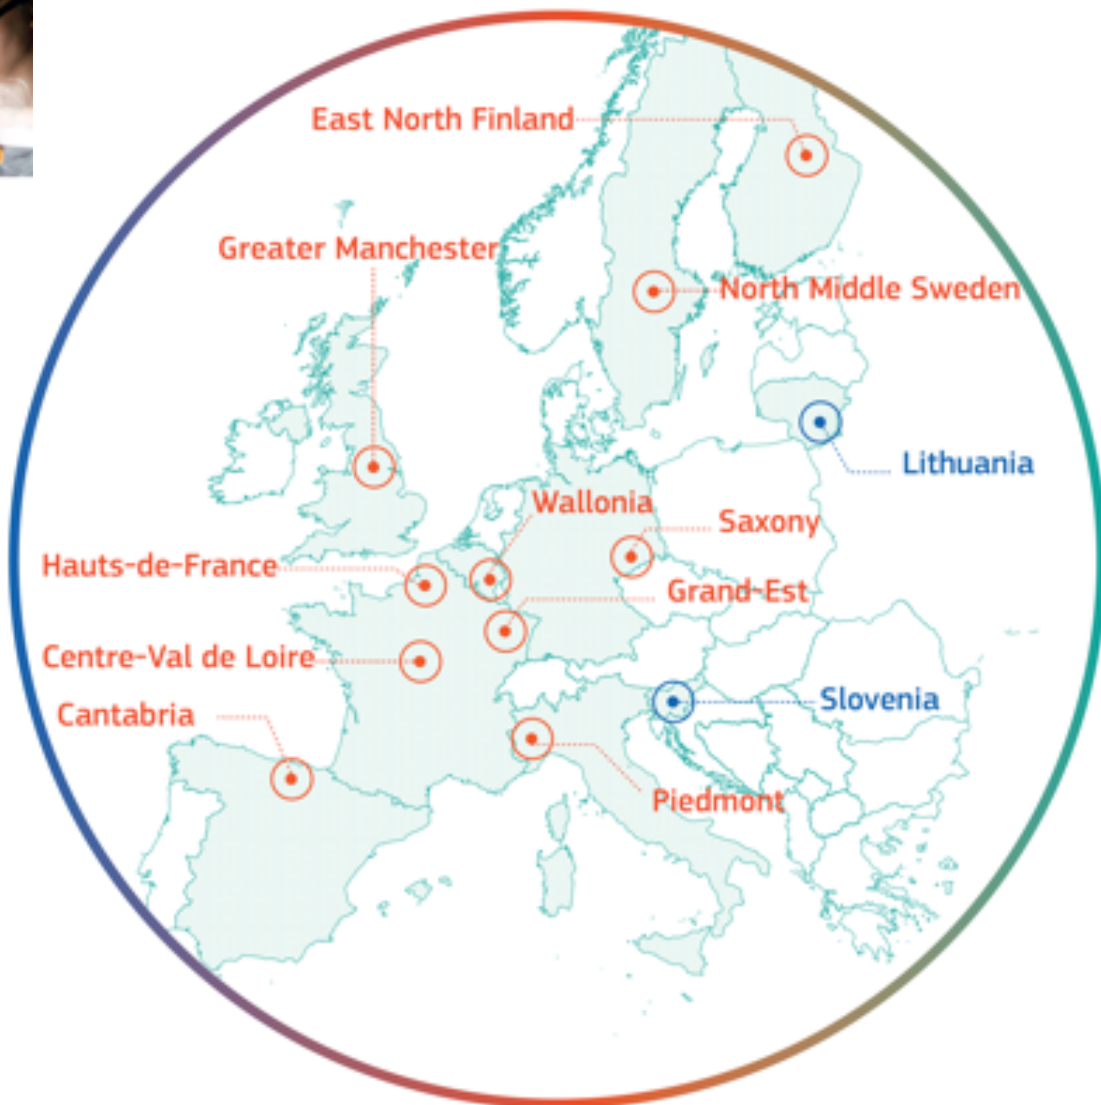 East North Finland
Greater Manchester
North Middle Sweden
Lithuania
Wallonia
Saxony
Hauts-de-France
Grand-Est
Centre-Val de Loire
Slovenia
Cantabria
Piedmont